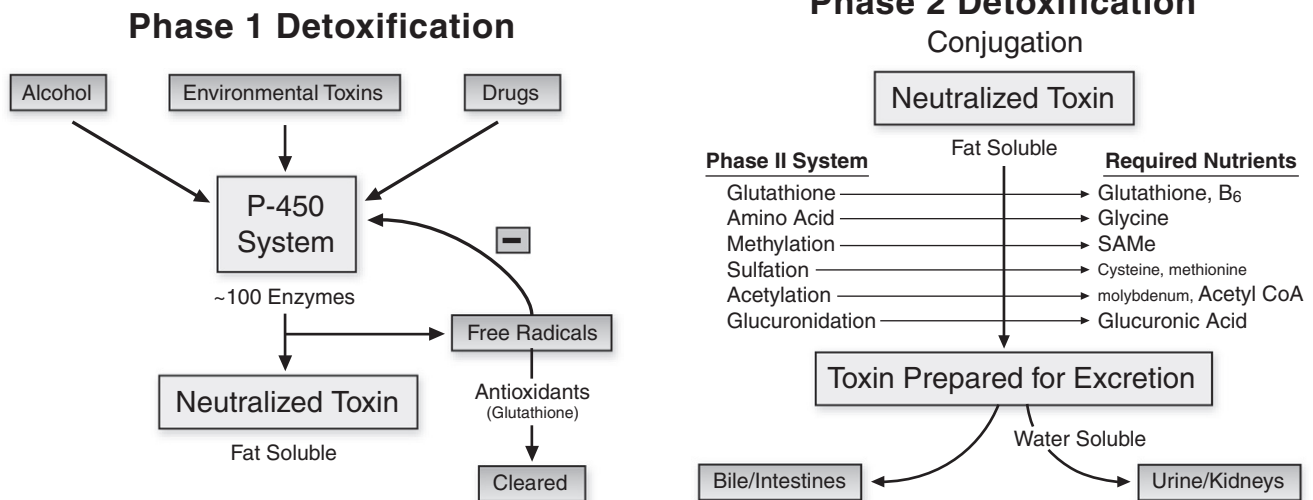 Phase 1 Detoxification
Alcohol
Environmental Toxins
Drugs
P-450
System
~100 Enzymes
Free Radicals
Neutralized Toxin
Fat Soluble
Antioxidants
(Glutathione)
Cleared
Phase 2 Detoxification
Conjugation
Neutralized Toxin
Fat Soluble
Phase II System Required Nutrients
Glutathione Glutathione, B6
Amino Acid Glycine
Methylation SAMe
Sulfation Cysteine, methionine
Acetylation molybdenum, Acetyl CoA
Glucuronidation Glucuronic Acid
Toxin Prepared for Excretion
Water Soluble
Bile/Intestines
Urine/Kidneys